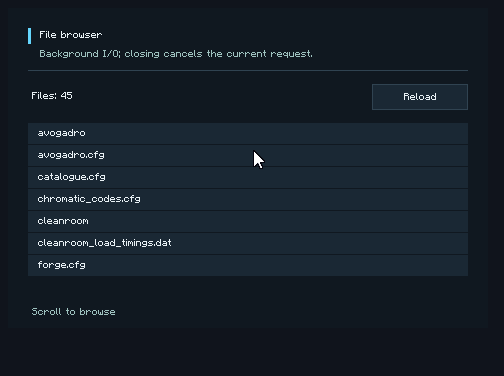 File browser
Background I/O; closing cancels the current request.
Files: 45
Reload
avogadro
avogadro.cfg
catalogue.cfg
chromatic_codes.cfg
cleanroom
cleanroom_load_timings.dat
forge.cfg
Scroll to browse